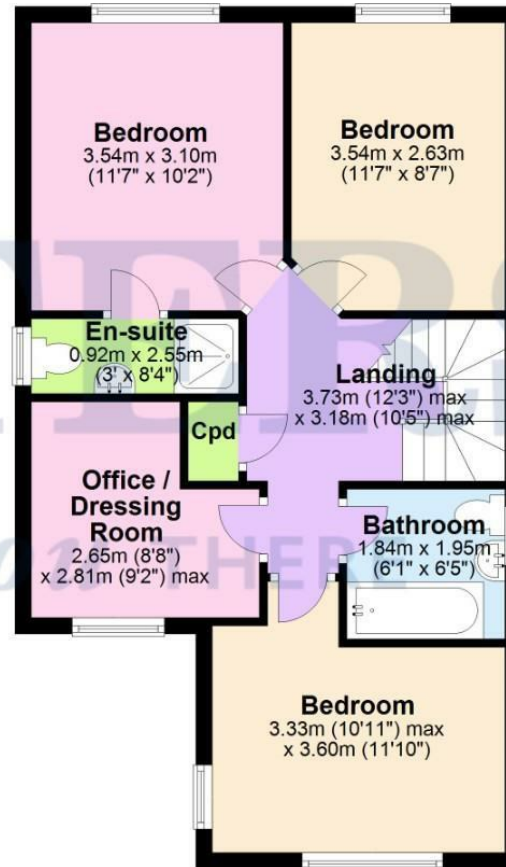 Bedroom
3.54m x 3.10m
(11'7" x 10'2")
Bedroom
3.54m x 2.63m
(11'7" x 8'7")
En-suite
0.92m x 2.55m
(3' x 8'4")
Landing
3.73m (12'3") max
x 3.18m (10'5") max
Cpd
Office /
Dressing
Room
2.65m (8'8")
x 2.81m (9'2") max
Bathroom
1.84m x 1.95m
(6'1" x 6'5")
THERE
Bedroom
3.33m (10'11") max
x 3.60m (11'10")